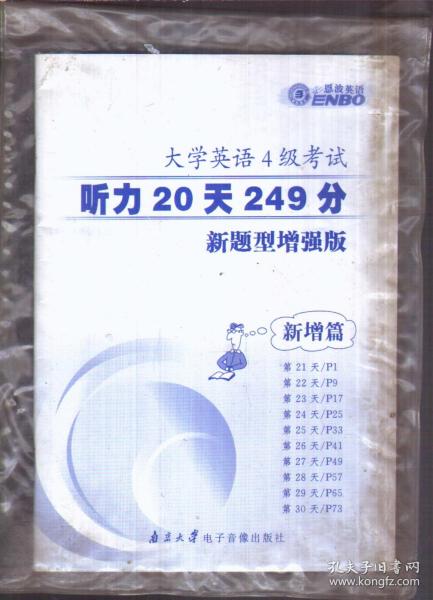 恩波英语
ENBO
大学英语4级考试
听力20天249分
新题型增强版
新增篇
第21天/P1
第22天/P9
第23天/P17
第24天/P25
第25天/P33
第26天/P41
第27天/P49
第28天/P57
第29天/P65
第30天/P73
南京大学电子音像出版社
孔夫子旧书网
www.kongfz.com